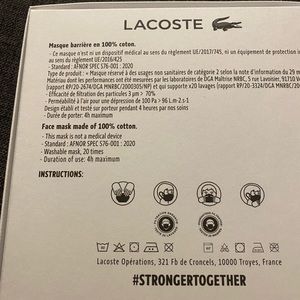 LACOSTE
Masque barrière en 100% coton.
- Ce masque n'est ni un dispositif médical au sens du règlement UE/2017/745, ni un équipement de protection in
au sens du règlement UE/2016/425
- Standard : AFNOR SPEC S76-001 : 2020
Type de produit : « Masque réservé à des usages non sanitaires de catégorie 2 selon la note d'information du 29 m
Matériau dont les performances ont été mesurées par les laboratoires de DGA Maîtrise NRBC, 5 rue Lavoisier, 91710 V
(rapport RP/20-2674/DGA MNRBC/2000305/NP) et qui supporte ≥20 lavages (rapport RP/20-3324/DGA MNRBC
- Efficacité de filtration des particules 3 µm > 70%
- Perméabilité à l'air pour une dépression de 100 Pa > 96 L.m-2.s-1
Design étanche et testé sur porteur pendant 4 heures par nos soins
- Durée de porter: 4h maximum
Face mask made of 100% cotton.
- This mask is not a medical device
- Standard : AFNOR SPEC S76-001 : 2020
- Washable mask, 20 times
- Duration of use: 4h maximum
INSTRUCTIONS:
Lacoste Opérations, 321 Fb de Croncels, 10000 Troyes, France
#STRONGERTOGETHER